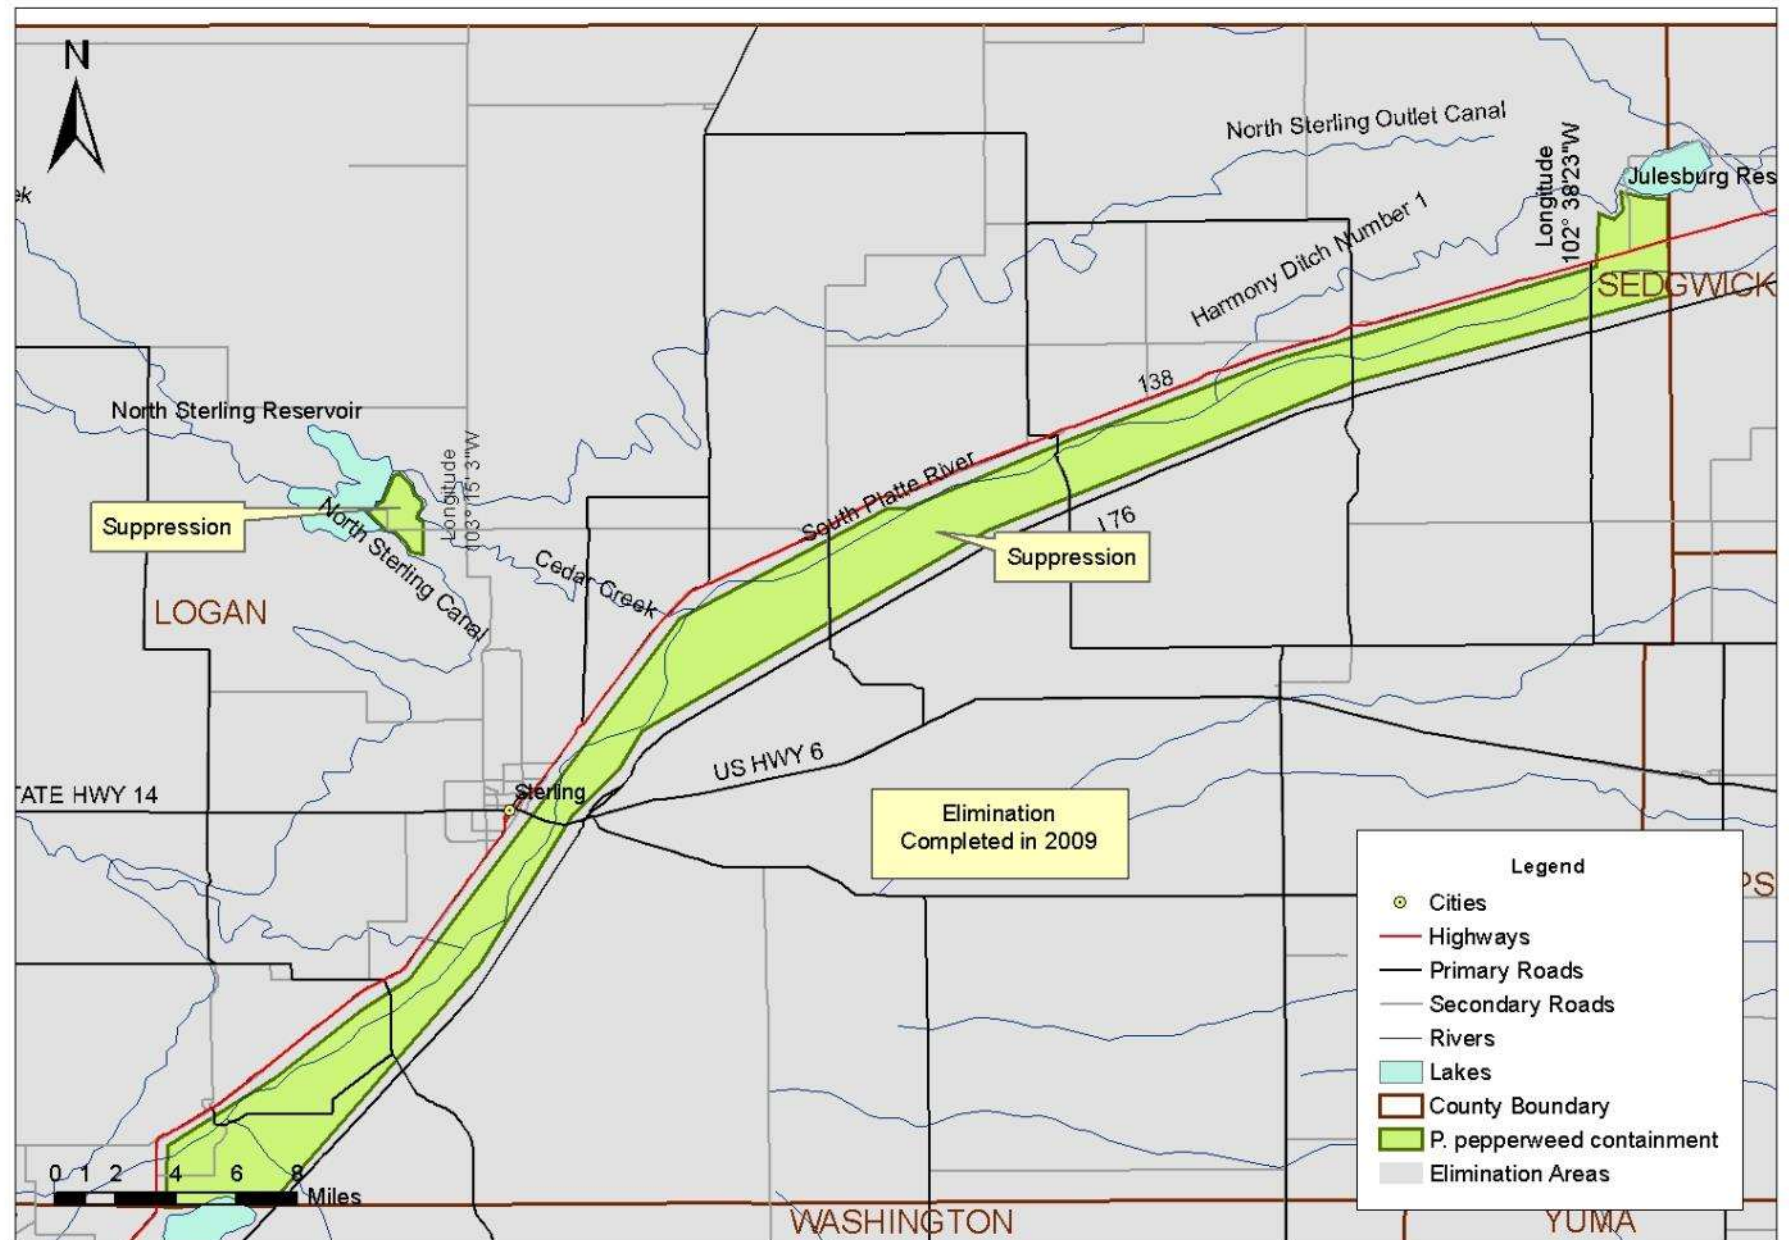 N
North Sterling Outlet Canal
Longitude
102° 38'23"W
Julesburg Res
ek
Harmony Ditch Number 1
SEDGWICK
138
North Sterling Reservoir
Longitude
103° 15' 3"W
South Platte River
I 76
Suppression
North Sterling Canal
Suppression
Cedar Creek
LOGAN
US HWY 6
Sterling
TATE HWY 14
Elimination
Completed in 2009
PS
Legend
Cities
Highways
Primary Roads
Secondary Roads
Rivers
Lakes
County Boundary
P. pepperweed containment
Elimination Areas
0 1 2 4 6 8
Miles
WASHINGTON
YUMA